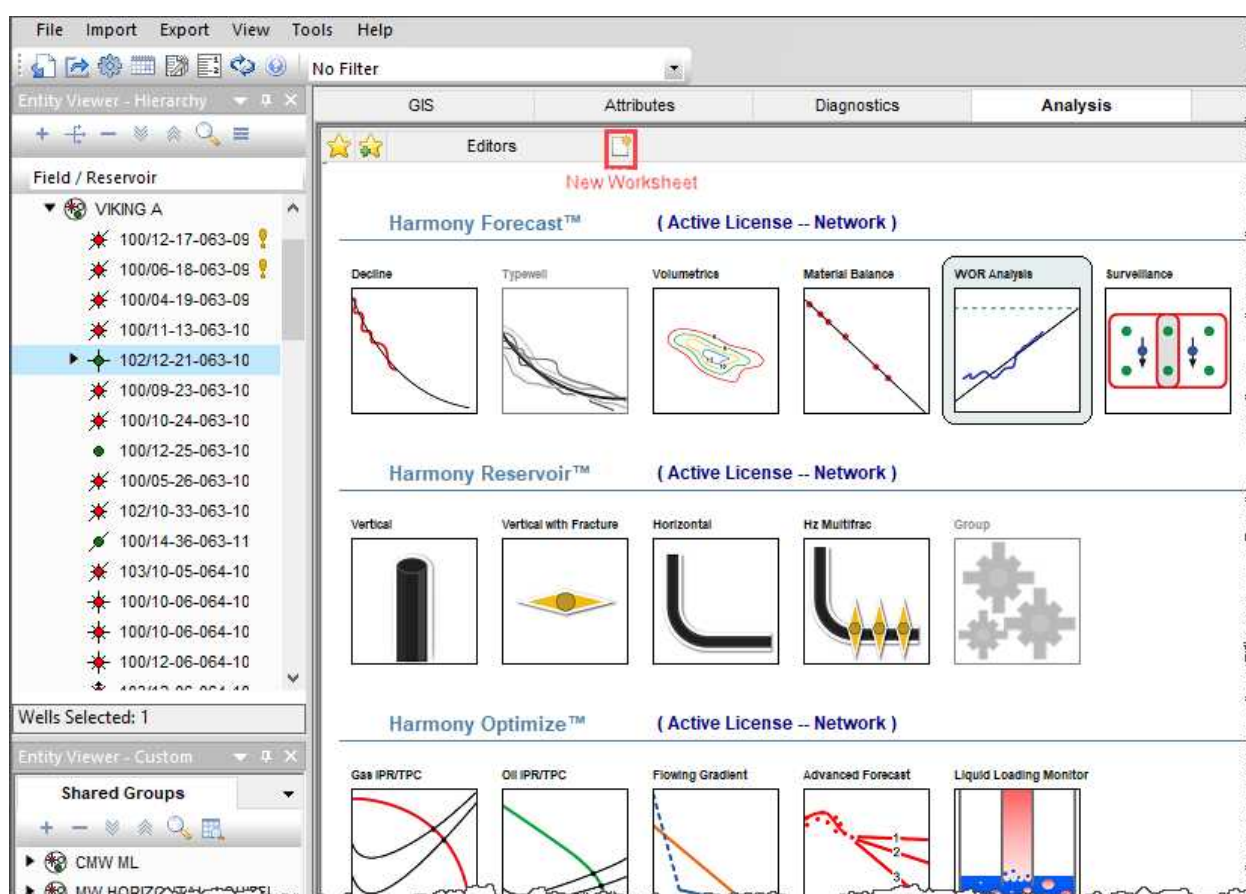 File Import Export View Tools Help
No Filter
Entity Viewer - Hierarchy
GIS Attributes Diagnostics Analysis
Editors
New Worksheet
Field / Reservoir
VIKING A
100/12-17-063-09
100/06-18-063-09
100/04-19-063-09
100/11-13-063-10
102/12-21-063-10
100/09-23-063-10
100/10-24-063-10
100/12-25-063-10
100/05-26-063-10
102/10-33-063-10
100/14-36-063-11
103/10-05-064-10
100/10-06-064-10
100/10-06-064-10
100/12-06-064-10
Wells Selected: 1
Entity Viewer - Custom
Shared Groups
CMW ML
Harmony Forecast™ ( Active License -- Network )
Decline Typewell Volumetrics Material Balance WOR Analysis Surveillance
Harmony Reservoir™ ( Active License -- Network )
Vertical Vertical with Fracture Horizontal Hz Multifrac Group
Harmony Optimize™ ( Active License -- Network )
Gas IPR/TPC Oil IPR/TPC Flowing Gradient Advanced Forecast Liquid Loading Monitor
1
2
3